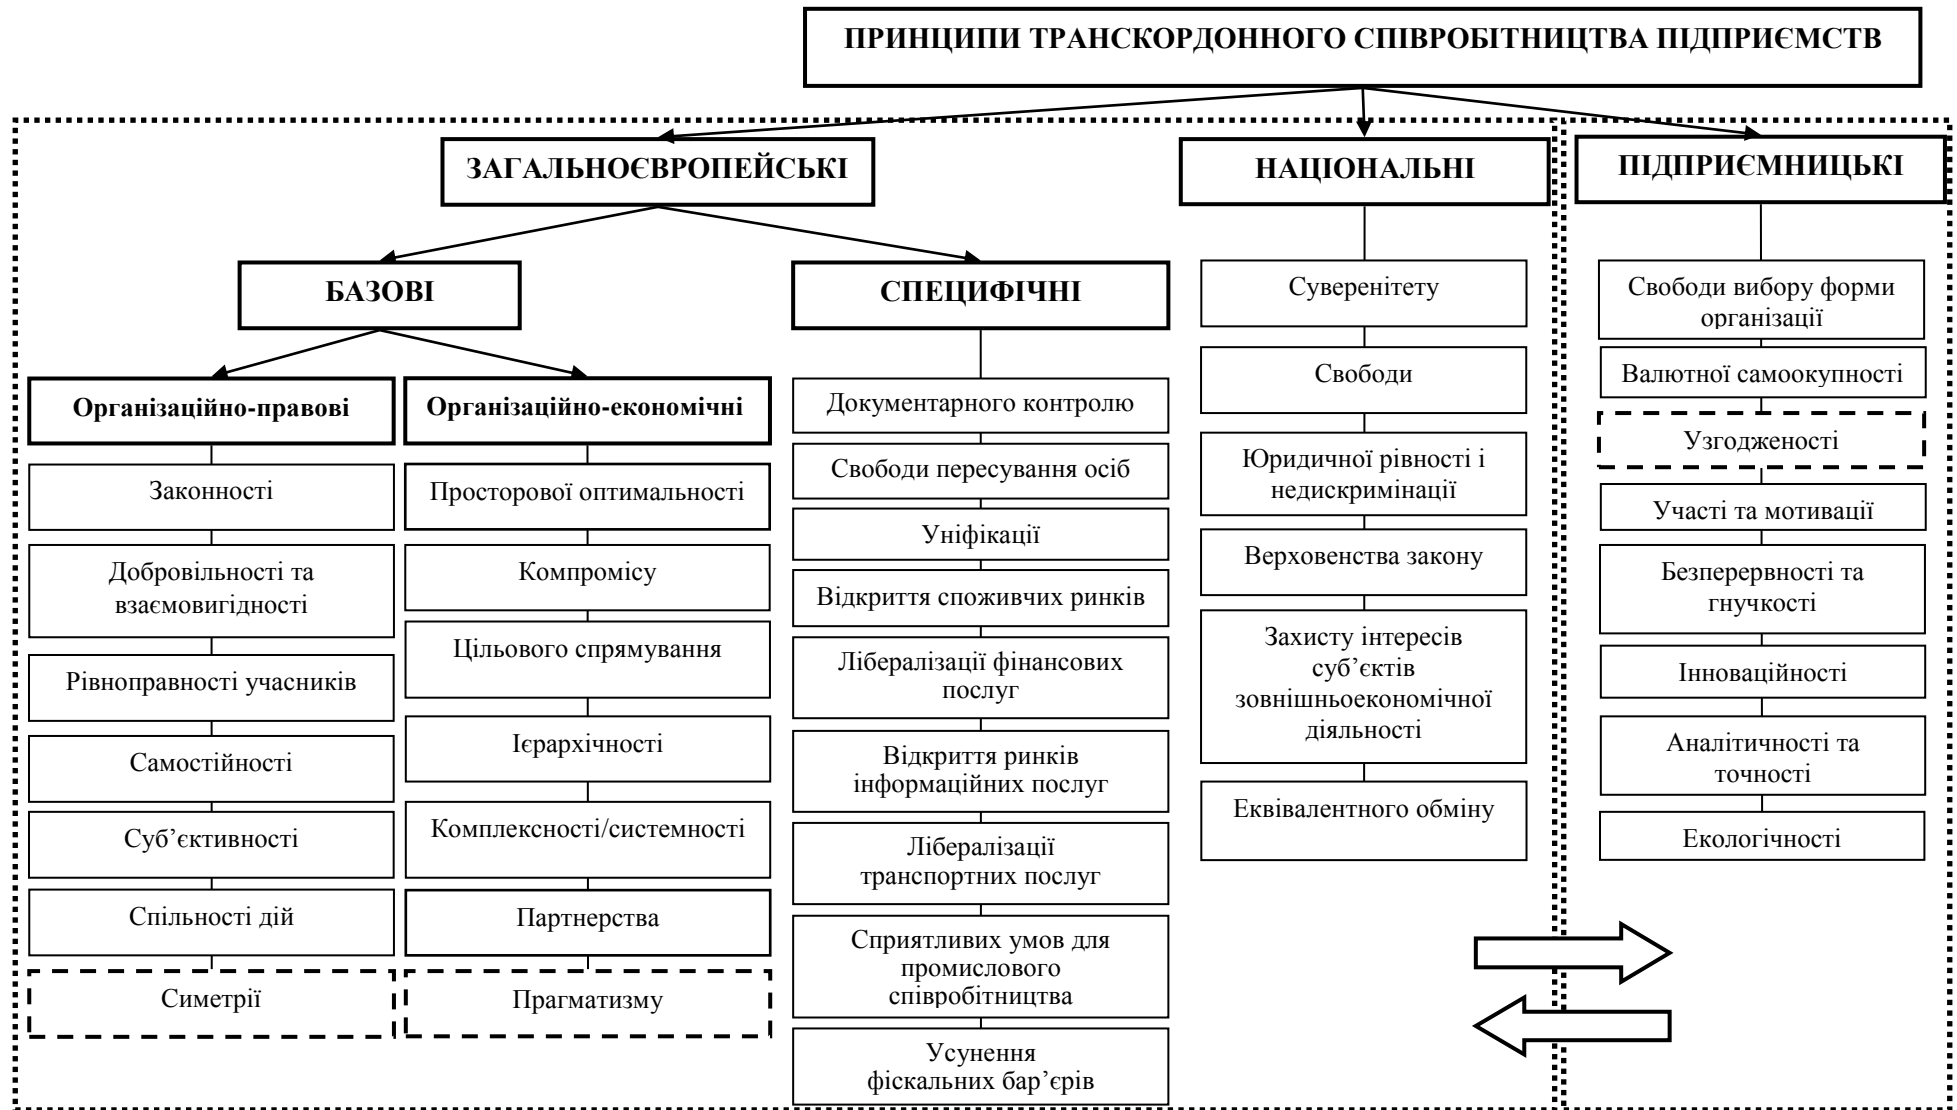 ПРИНЦИПИ ТРАНСКОРДОННОГО СПІВРОБІТНИЦТВА ПІДПРИЄМСТВ
ЗАГАЛЬНОЄВРОПЕЙСЬКІ
НАЦІОНАЛЬНІ
ПІДПРИЄМНИЦЬКІ
БАЗОВІ
СПЕЦИФІЧНІ
Організаційно-правові
Законності
Добровільності та
взаємовигідності
Рівноправності учасників
Самостійності
Суб’єктивності
Спільності дій
Симетрії
Організаційно-економічні
Просторової оптимальності
Компромісу
Цільового спрямування
Ієрархічності
Комплексності/системності
Партнерства
Прагматизму
Документарного контролю
Свободи пересування осіб
Уніфікації
Відкриття споживчих ринків
Лібералізації фінансових
послуг
Відкриття ринків
інформаційних послуг
Лібералізації
транспортних послуг
Сприятливих умов для
промислового
співробітництва
Усунення
фіскальних бар’єрів
Суверенітету
Свободи
Юридичної рівності і
недискримінації
Верховенства закону
Захисту інтересів
суб’єктів
зовнішньоекономічної
діяльності
Еквівалентного обміну
Свободи вибору форми
організації
Валютної самоокупності
Узгодженості
Участі та мотивації
Безперервності та
гнучкості
Інноваційності
Аналітичності та
точності
Екологічності